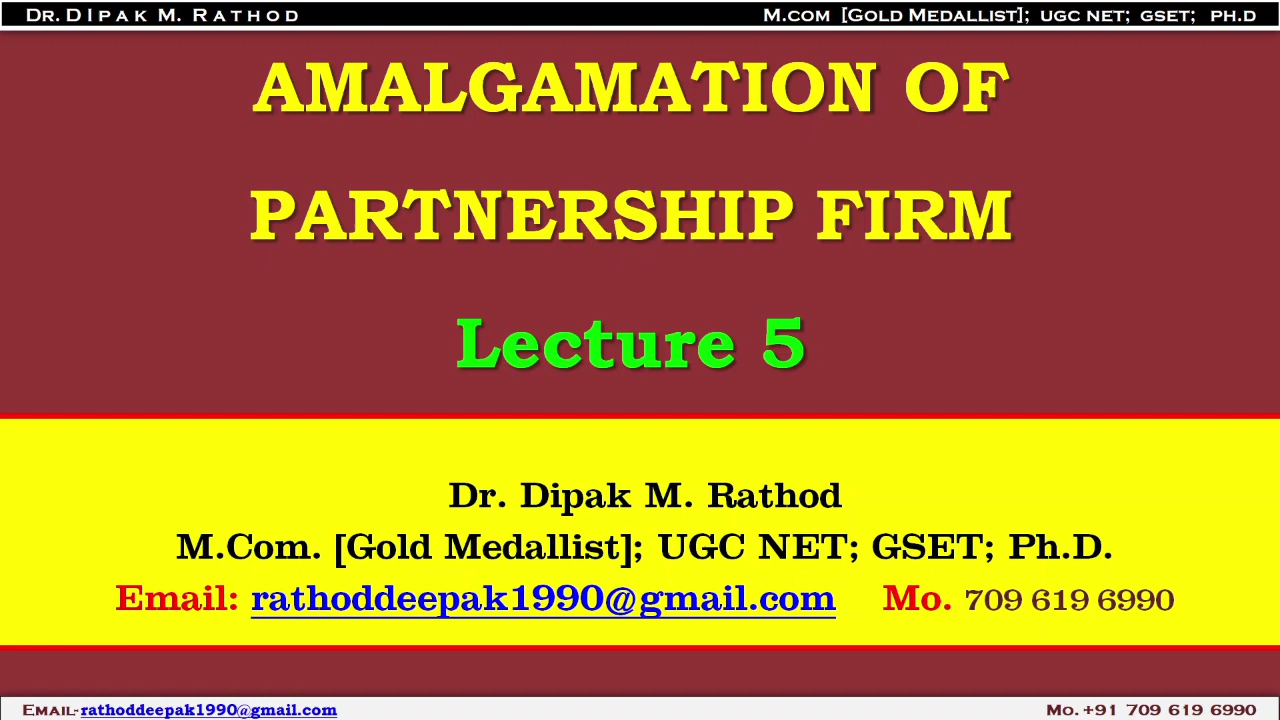 Dr. DIPAK M. RATHOD M.COM [GOLD MEDALLIST]; UGC NET; GSET; PH.D
AMALGAMATION OF
PARTNERSHIP FIRM
Lecture 5
Dr. Dipak M. Rathod
M.Com. [Gold Medallist]; UGC NET; GSET; Ph.D.
Email: rathoddeepak1990@gmail.com Mo. 709 619 6990
EMAIL- rathoddeepak1990@gmail.com MO. +91 709 619 6990